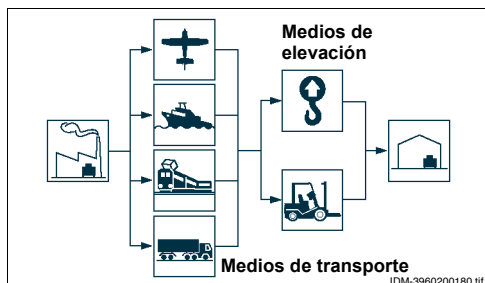 Medios de
elevación
Medios de transporte
IDM-3960200180.tif